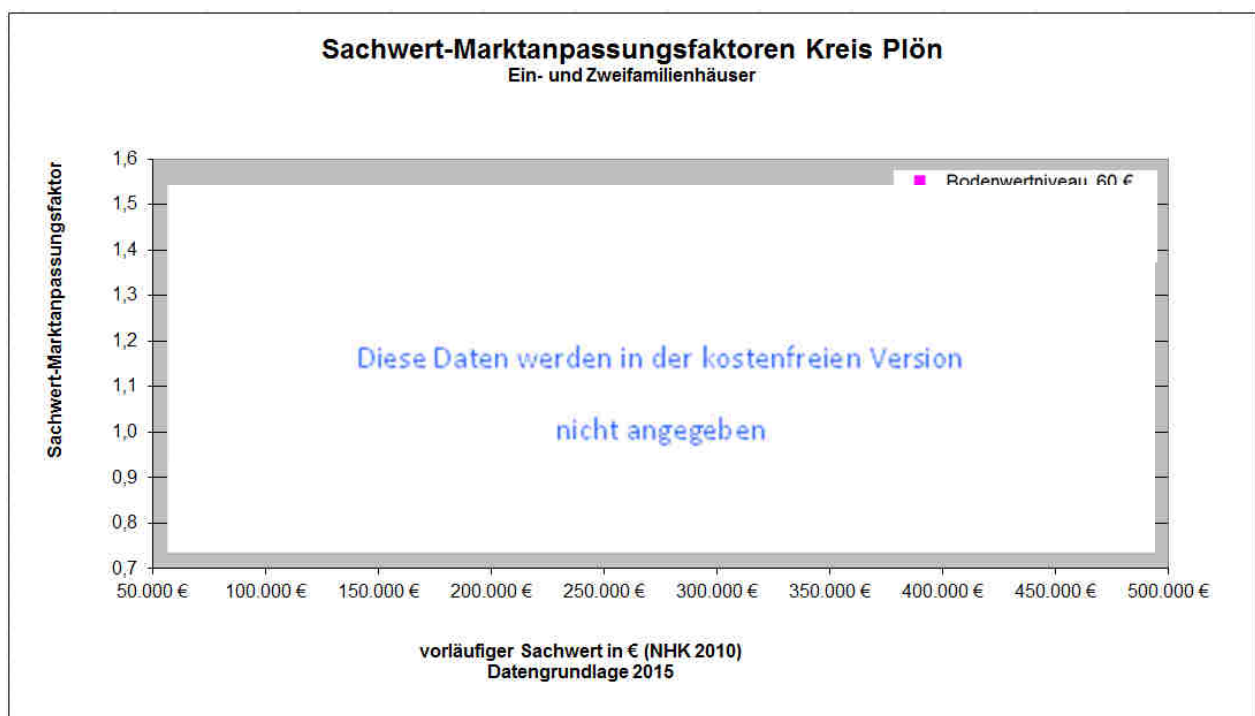 Sachwert-Marktanpassungsfaktoren Kreis Plön
Ein- und Zweifamilienhäuser
Sachwert-Marktanpassungsfaktor
1,6
1,5
1,4
1,3
1,2
1,1
1,0
0,9
0,8
0,7
Bodenwertniveau 60 €
Diese Daten werden in der kostenfreien Version
nicht angegeben
50.000 € 100.000 € 150.000 € 200.000 € 250.000 € 300.000 € 350.000 € 400.000 € 450.000 € 500.000 €
vorläufiger Sachwert in € (NHK 2010)
Datengrundlage 2015